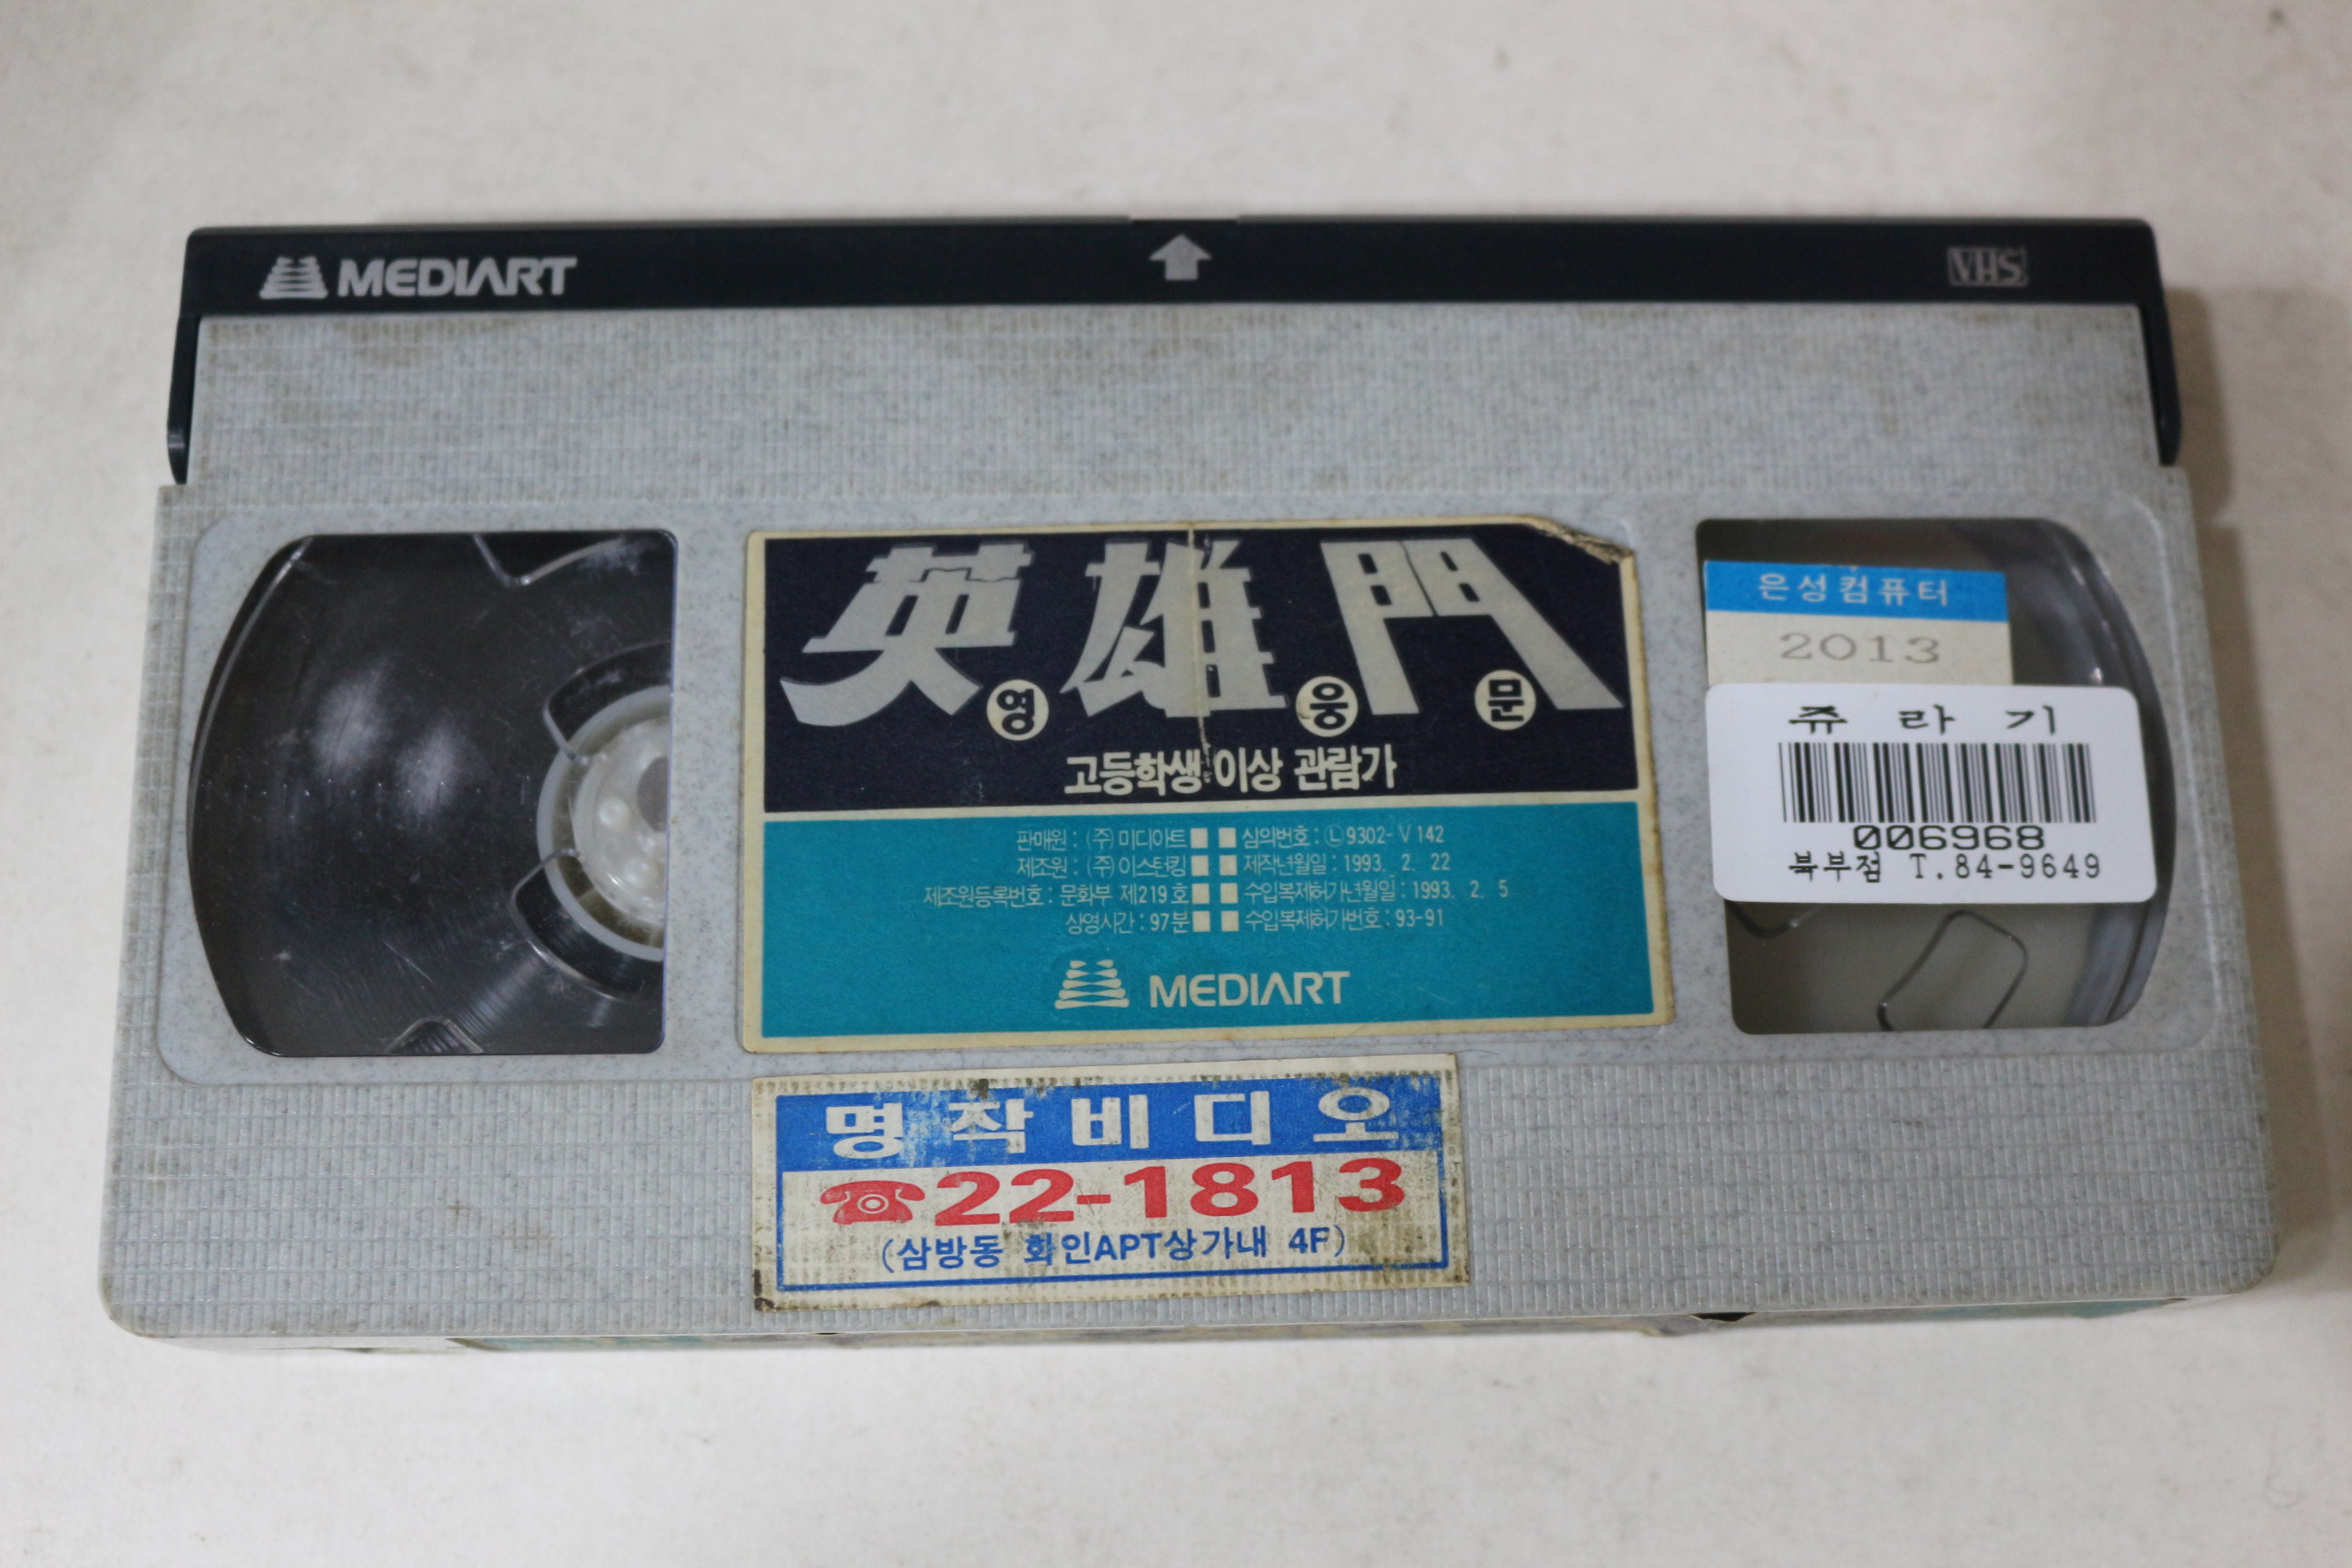 MEDIART
VHS
英雄門
영 웅 문
고등학생 이상 관람가
판매원 : (주) 미디아트 ■ ■ 심의번호 : Ⓛ 9302-V 142
제조원 : (주) 이스턴킹 ■ ■ 제작년월일 : 1993. 2. 22
제조원등록번호 : 문화부 제219호 ■ ■ 수입복제허가년월일 : 1993. 2. 5
상영시간 : 97분 ■ ■ 수입복제허가번호 : 93-91
MEDIART
은성컴퓨터
2013
쥬 라 기
006968
북부점 T.84-9649
명작비디오
☎22-1813
(삼방동 화인APT상가내 4F)